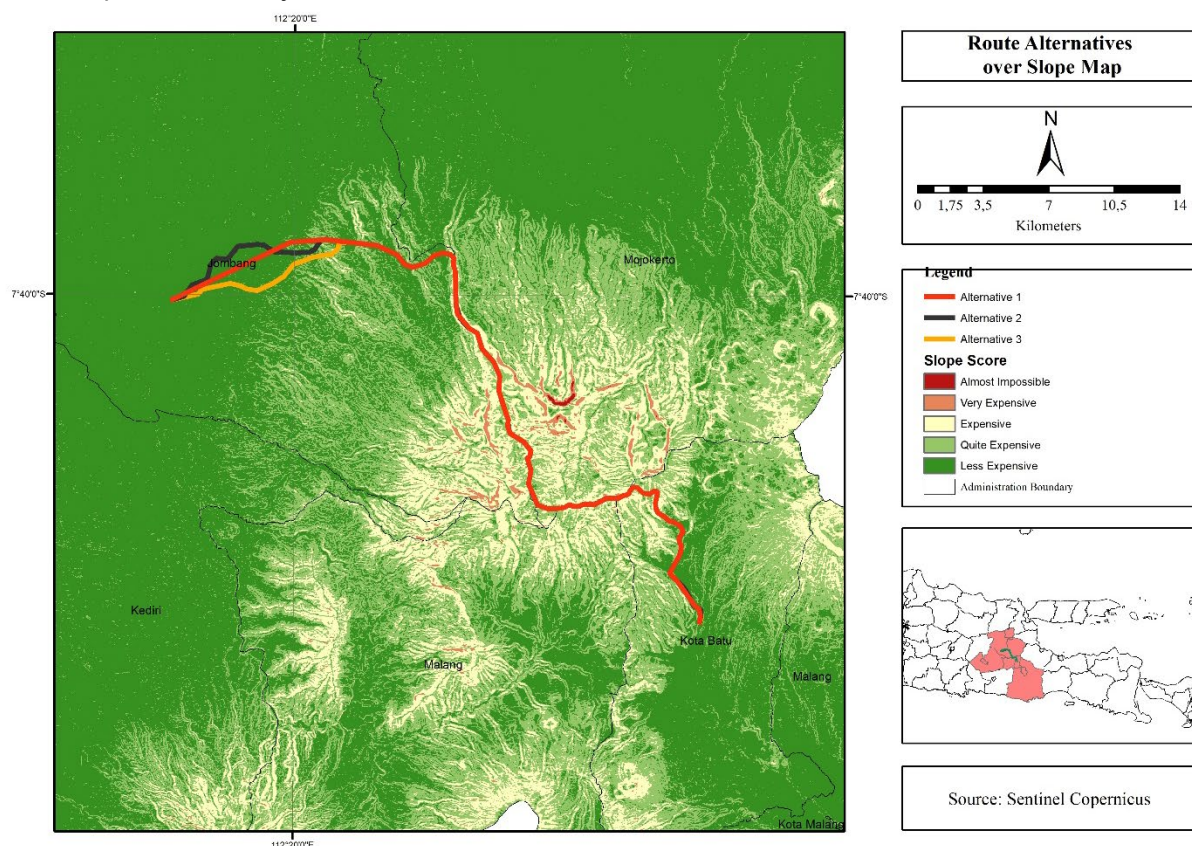 112°20'0"E
Jombang
Mojokerto
7°40'0"S
7°40'0"S
Kediri
Kota Batu
Malang
Malang
Kota Malang
112°20'0"E
Route Alternatives
over Slope Map
N
0 1,75 3,5 7 10,5 14
Kilometers
Legend
Alternative 1
Alternative 2
Alternative 3
Slope Score
Almost Impossible
Very Expensive
Expensive
Quite Expensive
Less Expensive
Administration Boundary
Source: Sentinel Copernicus